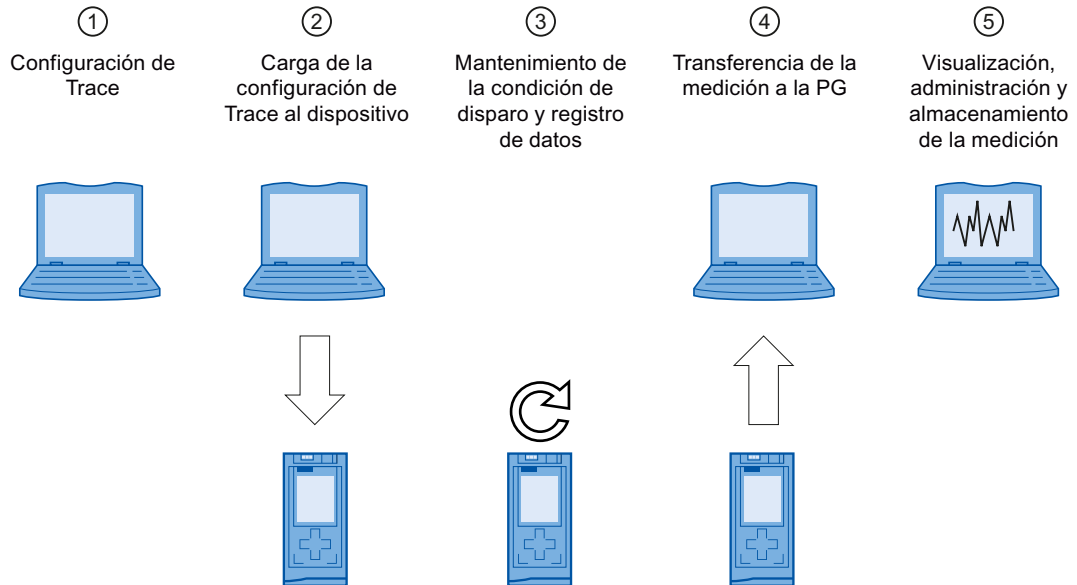 1
Configuración de
Trace
2
Carga de la
configuración de
Trace al dispositivo
3
Mantenimiento de
la condición de
disparo y registro
de datos
4
Transferencia de la
medición a la PG
5
Visualización,
administración y
almacenamiento
de la medición